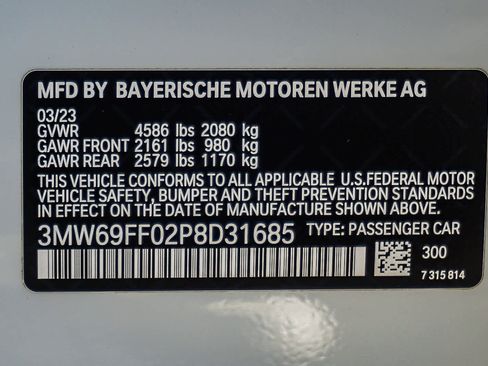 MFD BY BAYERISCHE MOTOREN WERKE AG
03/23
GVWR 4586 lbs 2080 kg
GAWR FRONT 2161 lbs 980 kg
GAWR REAR 2579 lbs 1170 kg
THIS VEHICLE CONFORMS TO ALL APPLICABLE U.S.FEDERAL MOTOR
VEHICLE SAFETY, BUMPER AND THEFT PREVENTION STANDARDS
IN EFFECT ON THE DATE OF MANUFACTURE SHOWN ABOVE.
3MW69FF02P8D31685 TYPE: PASSENGER CAR
300
7 315 814